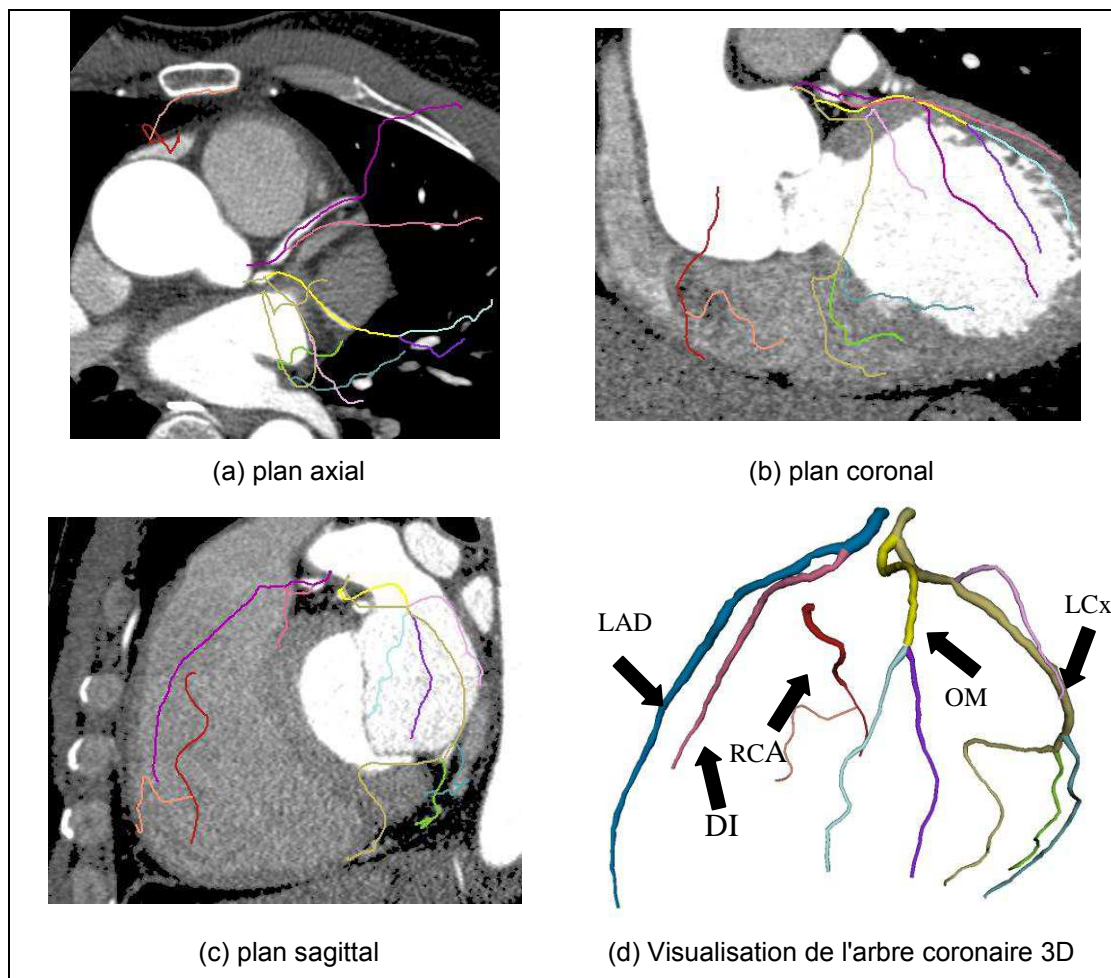 (a) plan axial
(b) plan coronal
LAD
LCx
OM
RCA
DI
(c) plan sagittal
(d) Visualisation de l'arbre coronaire 3D